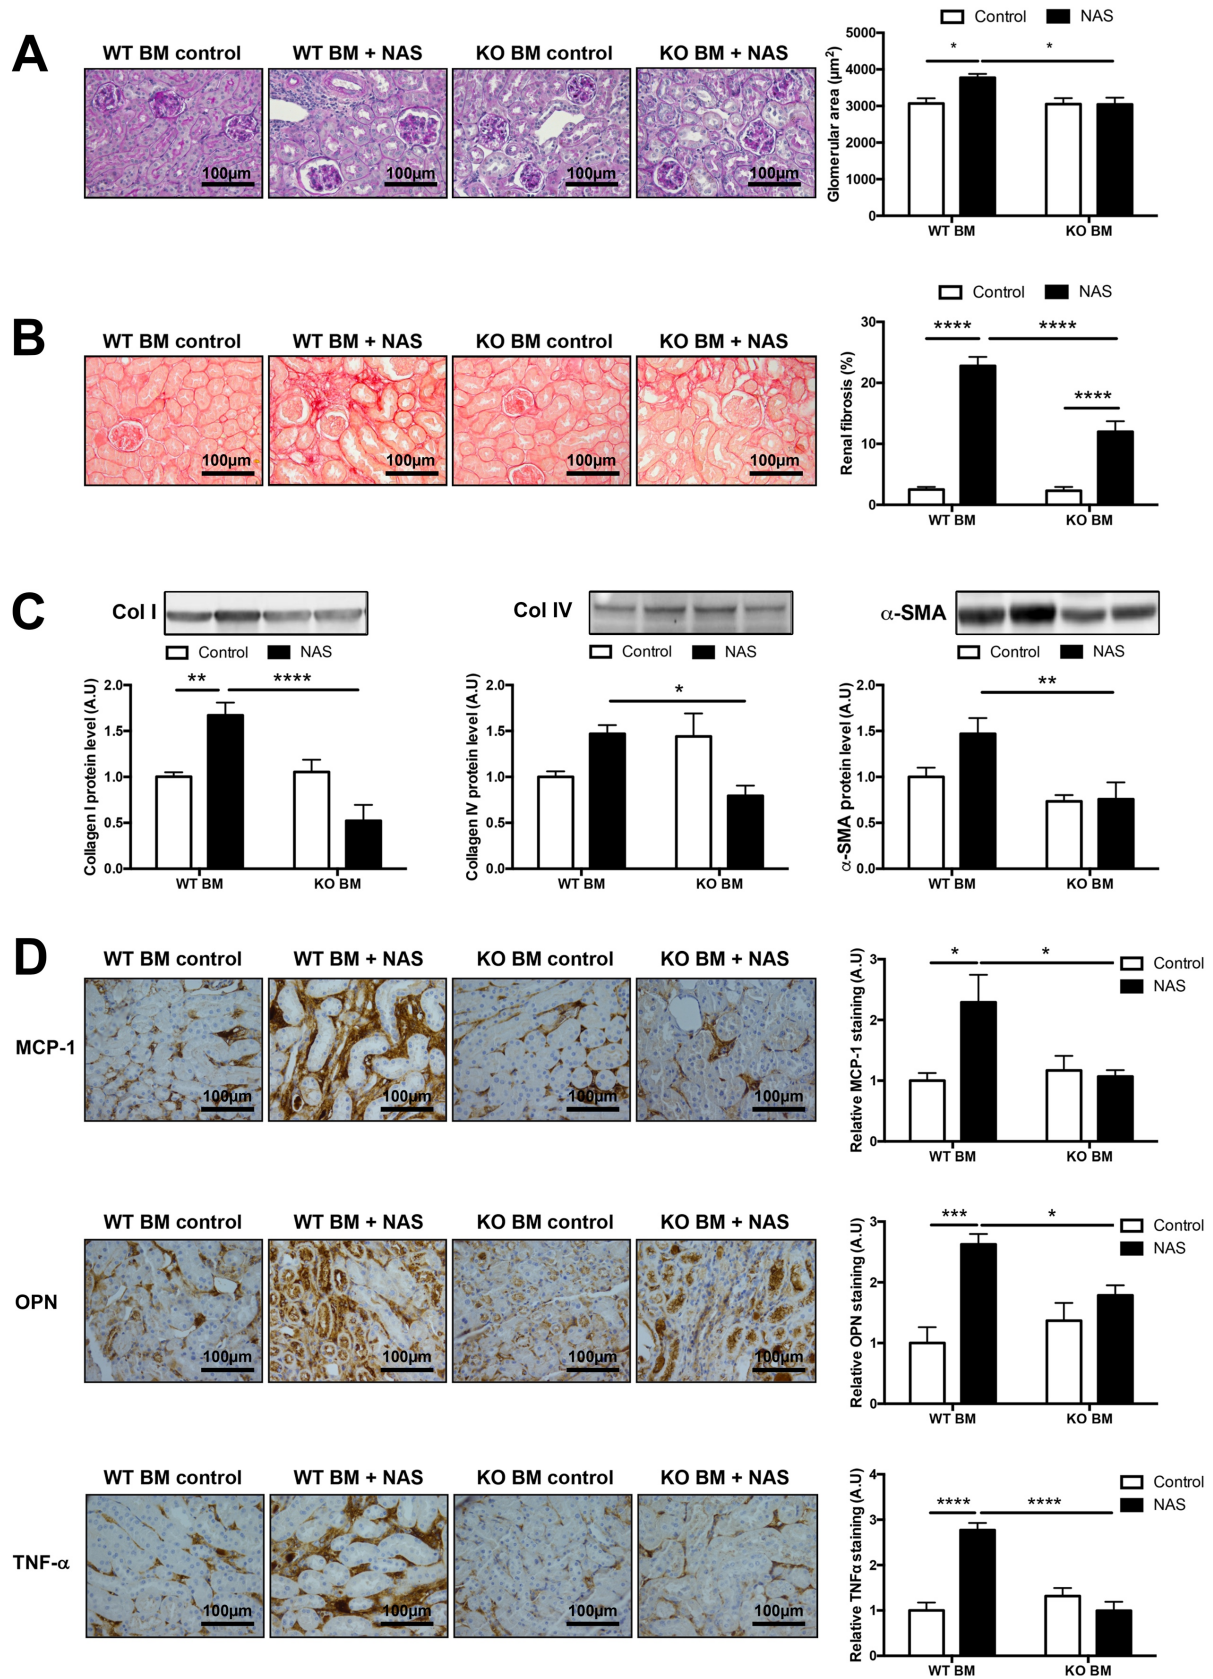 A
WT BM control
WT BM + NAS
KO BM control
KO BM + NAS
100µm
100µm
100µm
100µm
Control
NAS
Glomerular area (µm²)
5000
4000
3000
2000
1000
0
*
*
WT BM
KO BM
B
WT BM control
WT BM + NAS
KO BM control
KO BM + NAS
100µm
100µm
100µm
100µm
Control
NAS
Renal fibrosis (%)
30
20
10
0
****
****
****
WT BM
KO BM
C
Col I
Control
NAS
Collagen I protein level (A.U)
2.0
1.5
1.0
0.5
0.0
**
****
WT BM
KO BM
Col IV
Control
NAS
Collagen IV protein level (A.U)
2.0
1.5
1.0
0.5
0.0
*
WT BM
KO BM
α-SMA
Control
NAS
α-SMA protein level (A.U)
2.0
1.5
1.0
0.5
0.0
**
WT BM
KO BM
D
WT BM control
WT BM + NAS
KO BM control
KO BM + NAS
MCP-1
100µm
100µm
100µm
100µm
Relative MCP-1 staining (A.U)
3
2
1
0
*
*
Control
NAS
WT BM
KO BM
WT BM control
WT BM + NAS
KO BM control
KO BM + NAS
OPN
100µm
100µm
100µm
100µm
Relative OPN staining (A.U)
3
2
1
0
***
*
Control
NAS
WT BM
KO BM
WT BM control
WT BM + NAS
KO BM control
KO BM + NAS
TNF-α
100µm
100µm
100µm
100µm
Relative TNFα staining (A.U)
4
3
2
1
0
****
****
Control
NAS
WT BM
KO BM